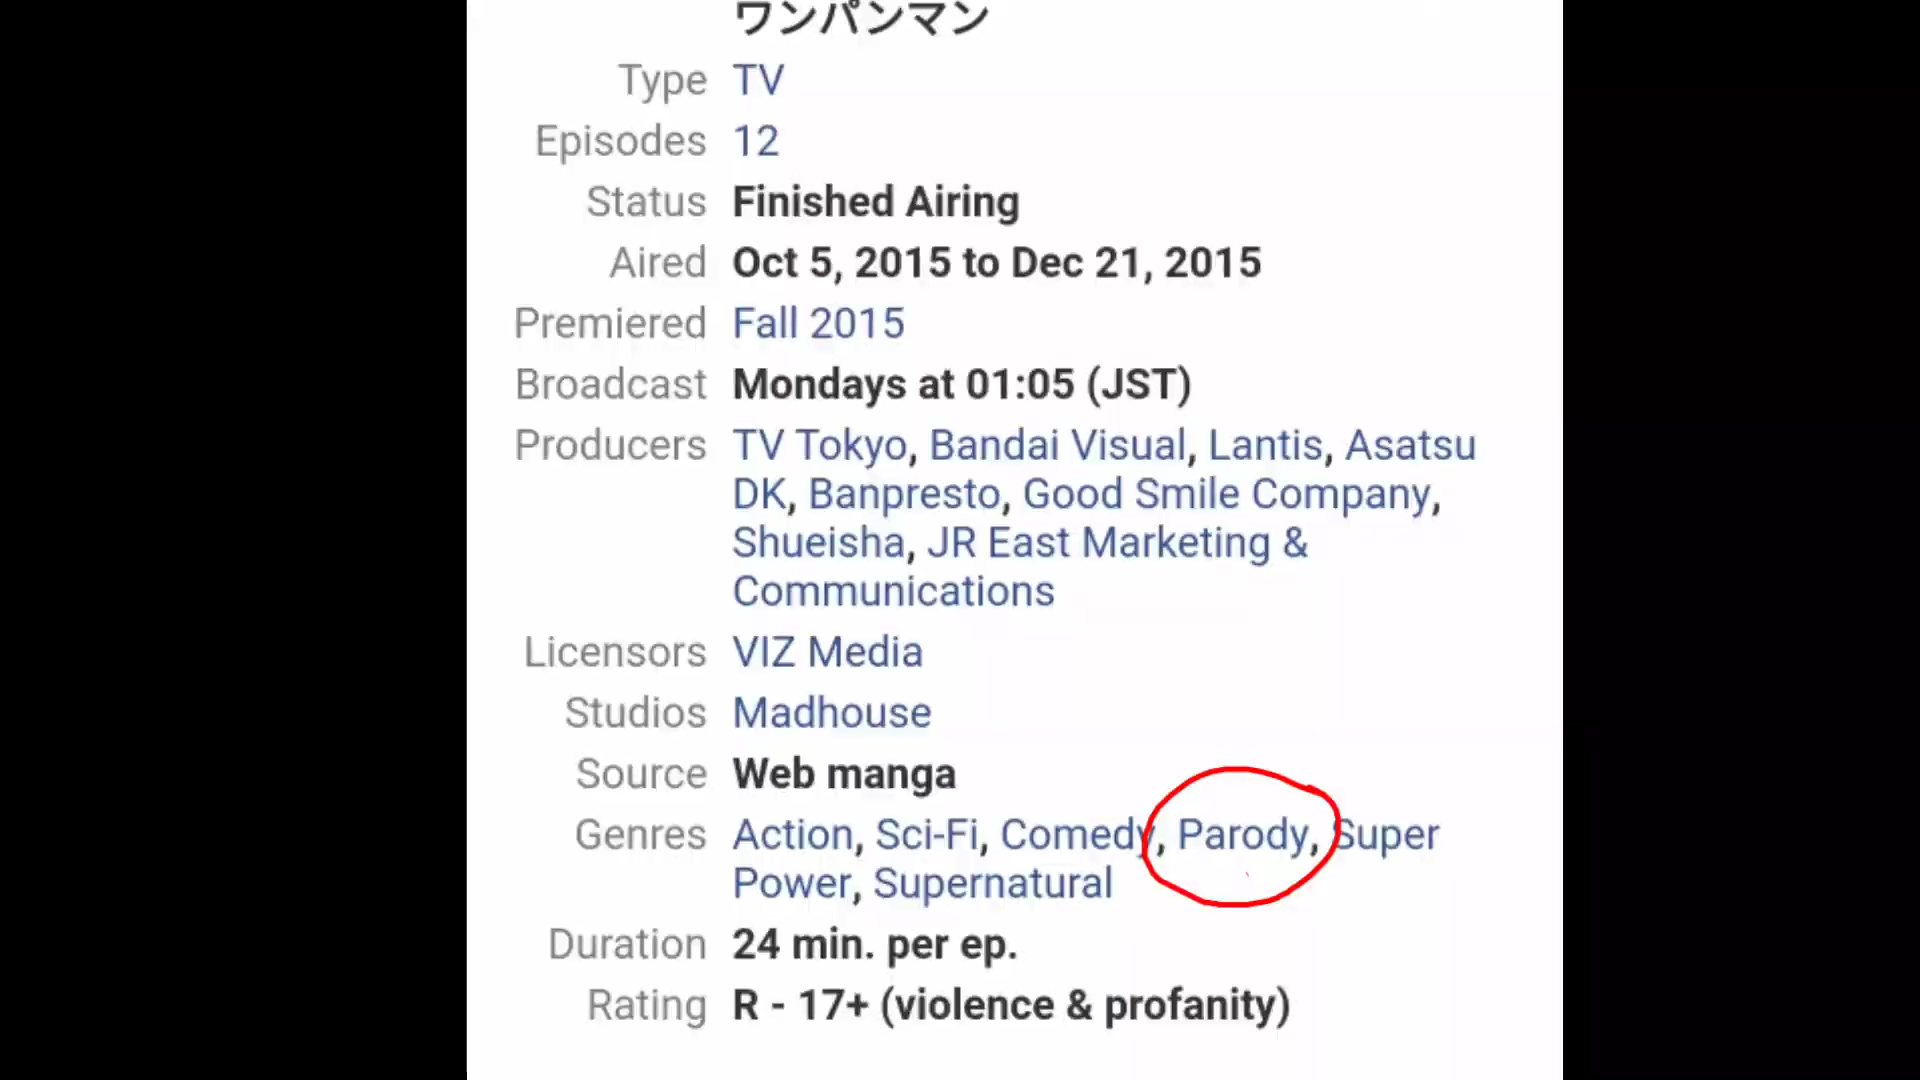 ワンパンマン
Type TV
Episodes 12
Status Finished Airing
Aired Oct 5, 2015 to Dec 21, 2015
Premiered Fall 2015
Broadcast Mondays at 01:05 (JST)
Producers TV Tokyo, Bandai Visual, Lantis, Asatsu
DK, Banpresto, Good Smile Company,
Shueisha, JR East Marketing &
Communications
Licensors VIZ Media
Studios Madhouse
Source Web manga
Genres Action, Sci-Fi, Comedy, Parody, Super
Power, Supernatural
Duration 24 min. per ep.
Rating R - 17+ (violence & profanity)